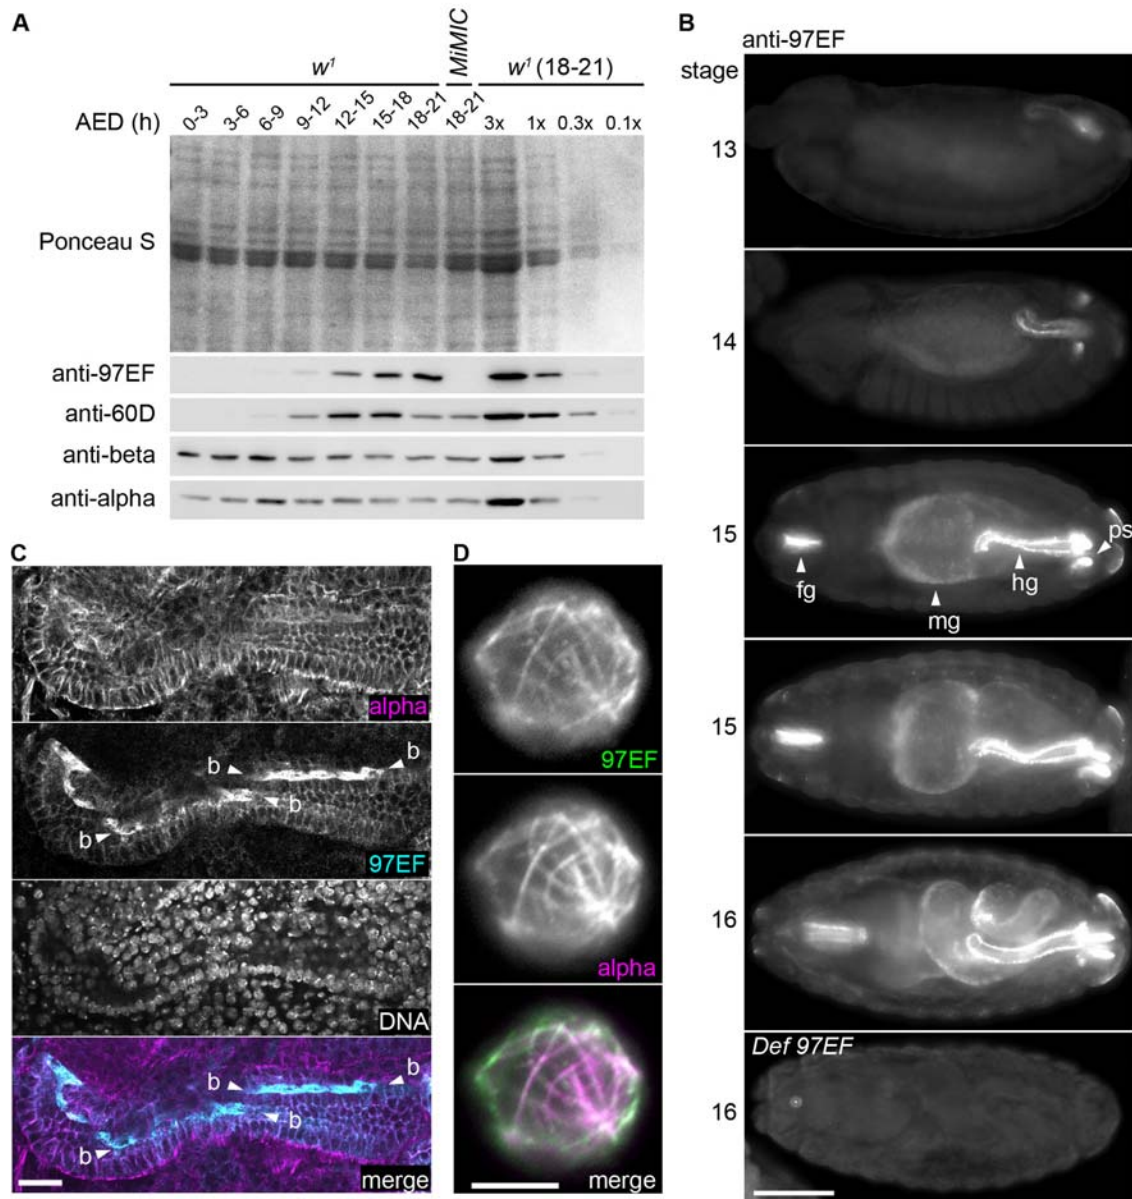 A
w¹
MiMIC
w¹ (18-21)
AED (h)
0-3
3-6
6-9
9-12
12-15
15-18
18-21
18-21
3x
1x
0.3x
0.1x
Ponceau S
anti-97EF
anti-60D
anti-beta
anti-alpha
B
anti-97EF
stage
13
14
15
fg
mg
hg
ps
15
16
Def 97EF
16
C
alpha
b
b
b
b
97EF
DNA
b
b
b
b
merge
D
97EF
alpha
merge